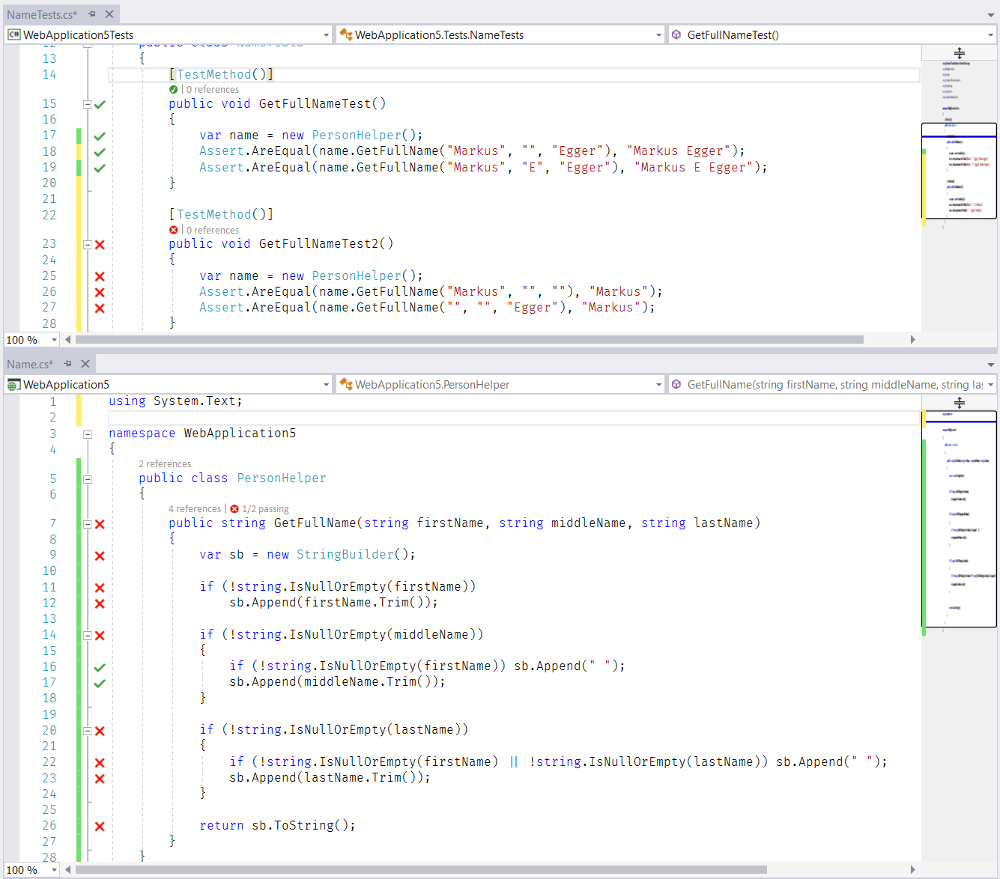 NameTests.cs*
WebApplication5Tests WebApplication5.Tests.NameTests GetFullNameTest()
12 public class NameTests
13 {
14 [TestMethod()]
0 references
15 public void GetFullNameTest()
16 {
17 var name = new PersonHelper();
18 Assert.AreEqual(name.GetFullName("Markus", "", "Egger"), "Markus Egger");
19 Assert.AreEqual(name.GetFullName("Markus", "E", "Egger"), "Markus E Egger");
20 }
21
22 [TestMethod()]
0 references
23 public void GetFullNameTest2()
24 {
25 var name = new PersonHelper();
26 Assert.AreEqual(name.GetFullName("Markus", "", ""), "Markus");
27 Assert.AreEqual(name.GetFullName("", "", "Egger"), "Markus");
28 }
100 %
Name.cs*
WebApplication5 WebApplication5.PersonHelper GetFullName(string firstName, string middleName, string las
1 using System.Text;
2
3 namespace WebApplication5
4 {
2 references
5 public class PersonHelper
6 {
4 references | 1/2 passing
7 public string GetFullName(string firstName, string middleName, string lastName)
8 {
9 var sb = new StringBuilder();
10
11 if (!string.IsNullOrEmpty(firstName))
12 sb.Append(firstName.Trim());
13
14 if (!string.IsNullOrEmpty(middleName))
15 {
16 if (!string.IsNullOrEmpty(firstName)) sb.Append(" ");
17 sb.Append(middleName.Trim());
18 }
19
20 if (!string.IsNullOrEmpty(lastName))
21 {
22 if (!string.IsNullOrEmpty(firstName) || !string.IsNullOrEmpty(lastName)) sb.Append(" ");
23 sb.Append(lastName.Trim());
24 }
25
26 return sb.ToString();
27 }
28 }
100 %